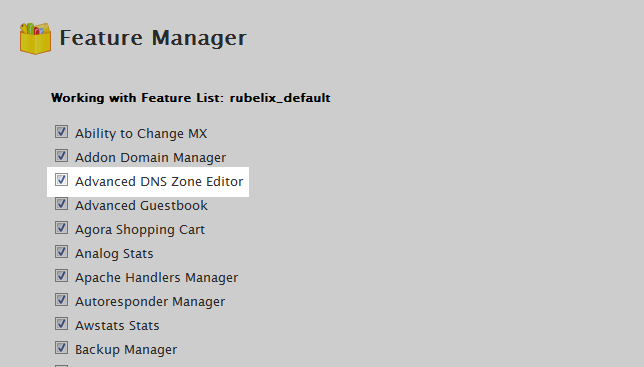 Feature Manager
Working with Feature List: rubelix_default
Ability to Change MX
Addon Domain Manager
Advanced DNS Zone Editor
Advanced Guestbook
Agora Shopping Cart
Analog Stats
Apache Handlers Manager
Autoresponder Manager
Awstats Stats
Backup Manager